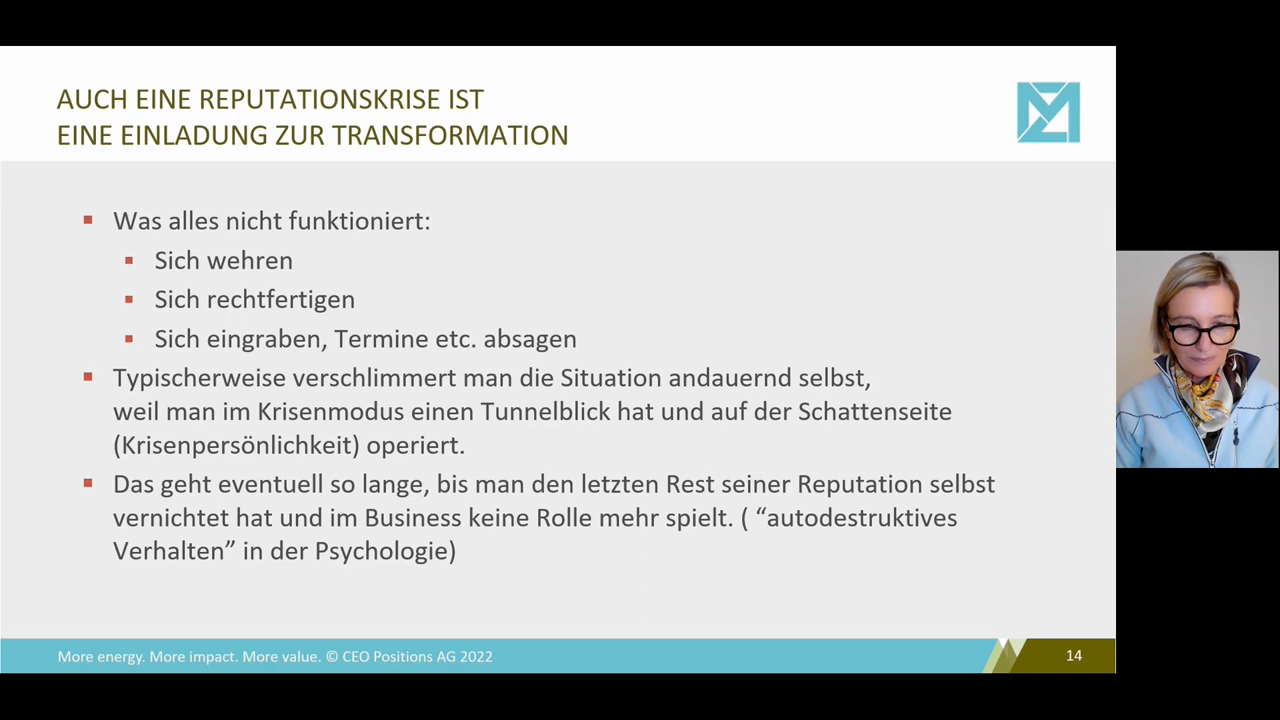 AUCH EINE REPUTATIONSKRISE IST
EINE EINLADUNG ZUR TRANSFORMATION
Was alles nicht funktioniert:
Sich wehren
Sich rechtfertigen
Sich eingraben, Termine etc. absagen
Typischerweise verschlimmert man die Situation andauernd selbst,
weil man im Krisenmodus einen Tunnelblick hat und auf der Schattenseite
(Krisenpersönlichkeit) operiert.
Das geht eventuell so lange, bis man den letzten Rest seiner Reputation selbst
vernichtet hat und im Business keine Rolle mehr spielt. ( “autodestruktives
Verhalten” in der Psychologie)
More energy. More impact. More value. © CEO Positions AG 2022
14